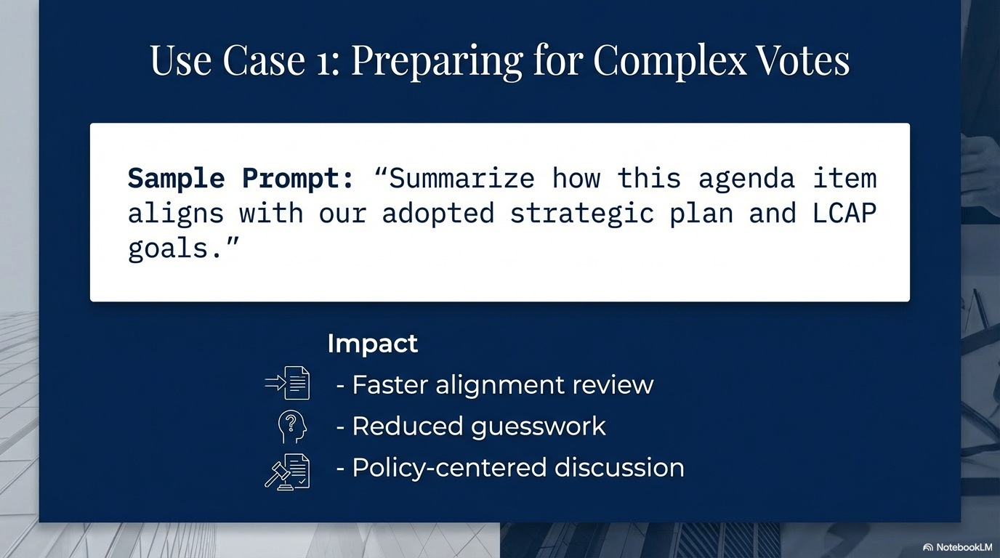 Use Case 1: Preparing for Complex Votes
Sample Prompt: “Summarize how this agenda item
aligns with our adopted strategic plan and LCAP
goals.”
Impact
- Faster alignment review
- Reduced guesswork
- Policy-centered discussion
NotebookLM